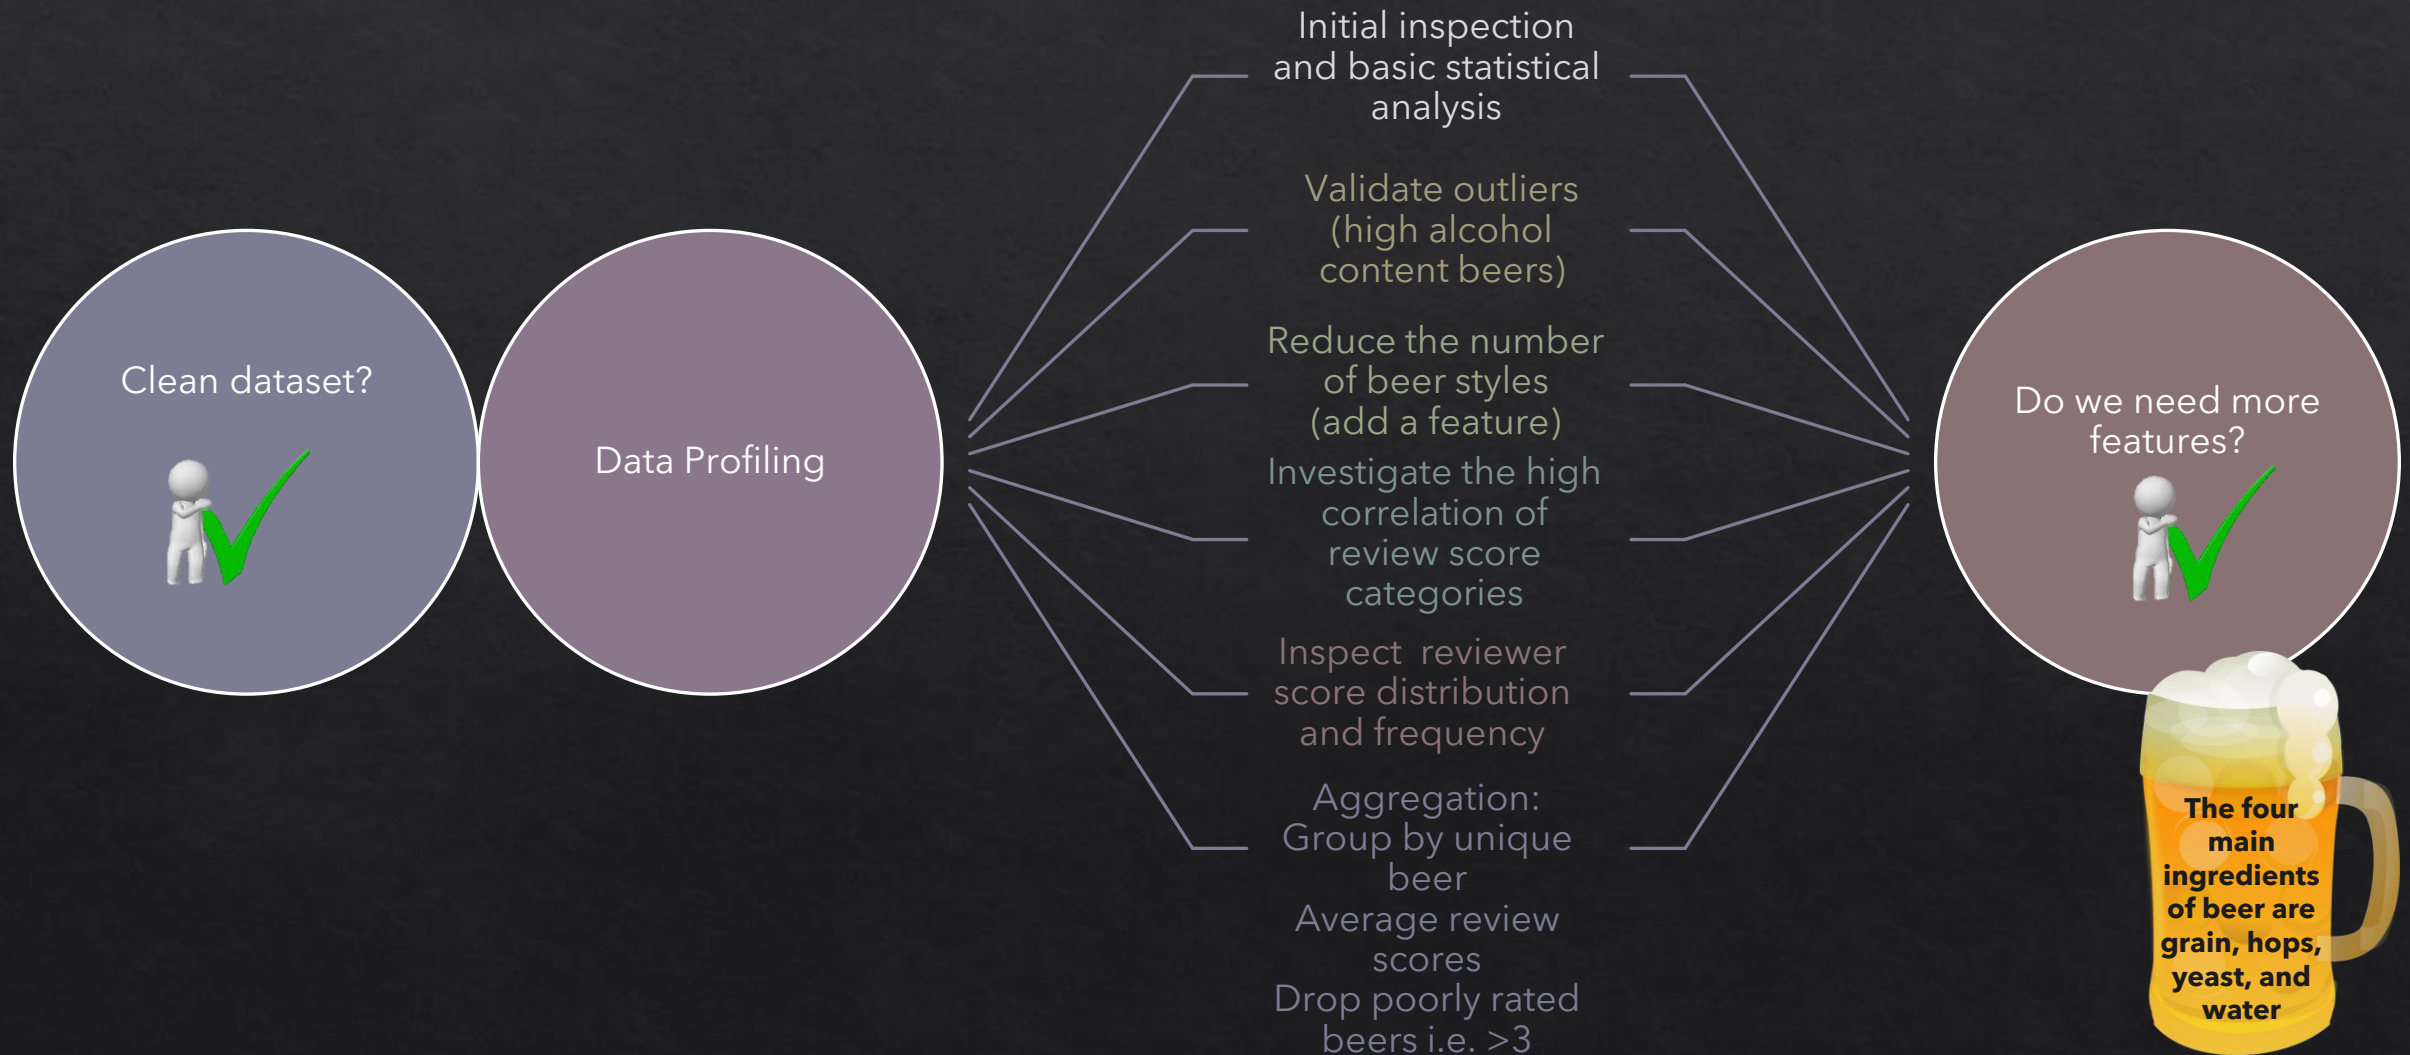 Clean dataset?
Data Profiling
Initial inspection
and basic statistical
analysis
Validate outliers
(high alcohol
content beers)
Reduce the number
of beer styles
(add a feature)
Investigate the high
correlation of
review score
categories
Inspect  reviewer
score distribution
and frequency
Aggregation:
Group by unique
beer
Average review
scores
Drop poorly rated
beers i.e. >3
Do we need more
features?
The four
main
ingredients
of beer are
grain, hops,
yeast, and
water